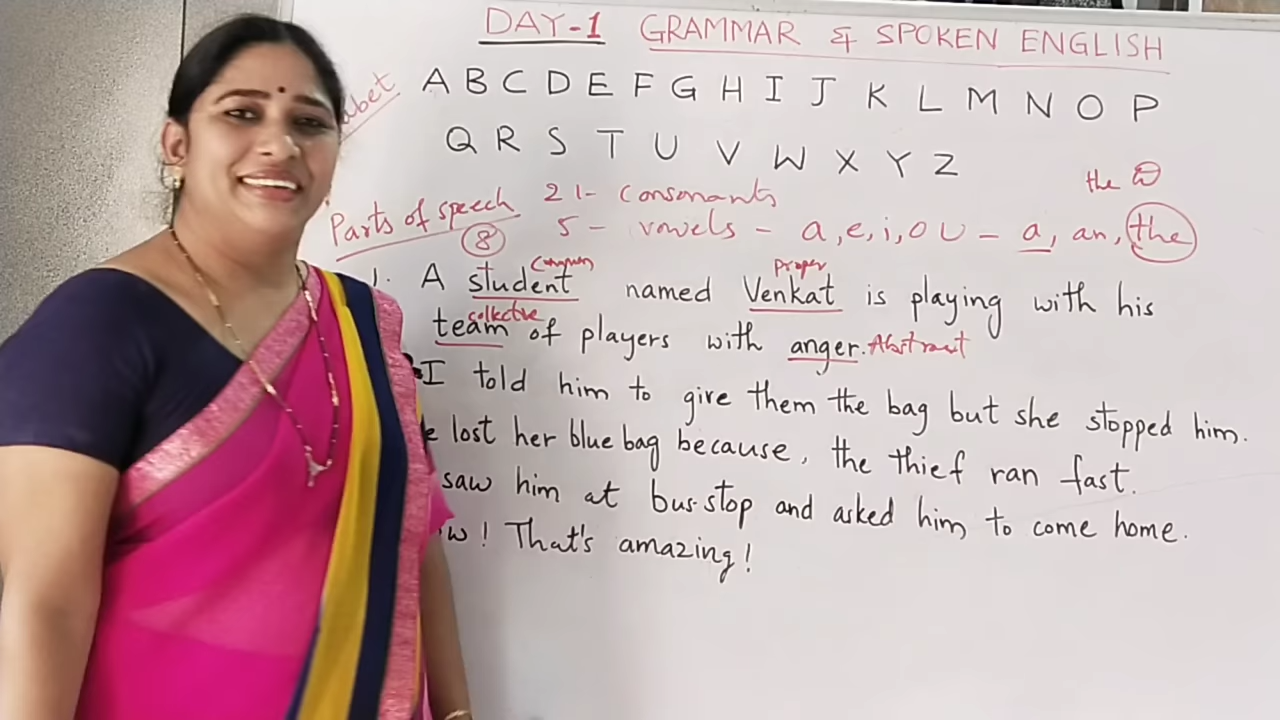 DAY-1 GRAMMAR & SPOKEN ENGLISH
A B C D E F G H I J K L M N O P
Q R S T U V W X Y Z
the
Parts of speech 21- Consonants
8 5 - vowels - a, e, i, o U - a, an, the
Common Proper
1. A student named Venkat is playing with his
collective
team of players with anger. Abstract
I told him to give them the bag but she stopped him.
lost her blue bag because, the thief ran fast.
saw him at bus-stop and asked him to come home.
! That's amazing!